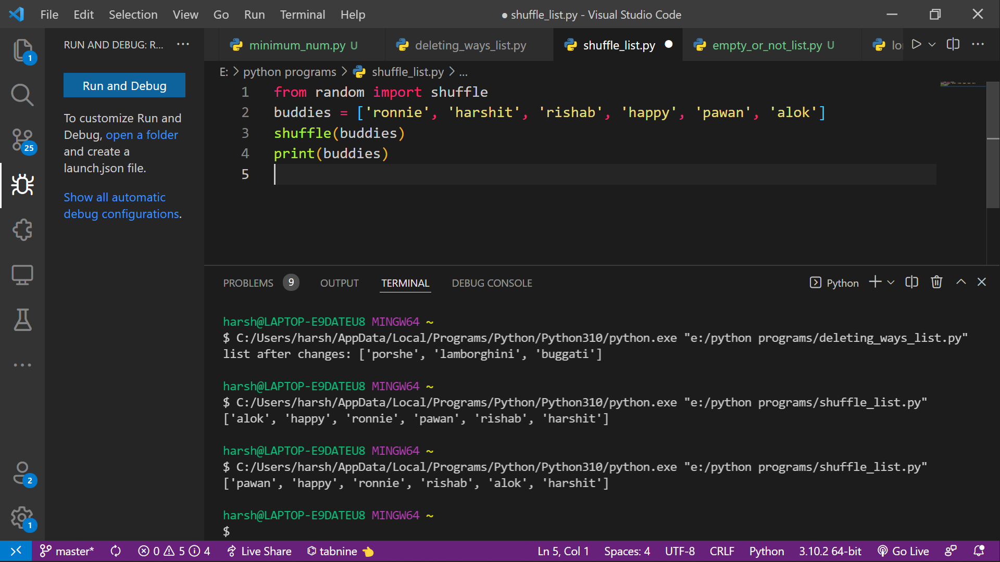 File Edit Selection View Go Run Terminal Help ● shuffle_list.py - Visual Studio Code
RUN AND DEBUG: R... ···
minimum_num.py U deleting_ways_list.py shuffle_list.py ● empty_or_not_list.py U lo
E: > python programs > shuffle_list.py > ...
Run and Debug
To customize Run and
Debug, open a folder
and create a
launch.json file.
Show all automatic
debug configurations.
1 from random import shuffle
2 buddies = ['ronnie', 'harshit', 'rishab', 'happy', 'pawan', 'alok']
3 shuffle(buddies)
4 print(buddies)
5
1
25
2
1
PROBLEMS 9 OUTPUT TERMINAL DEBUG CONSOLE Python
harsh@LAPTOP-E9DATEU8 MINGW64 ~
$ C:/Users/harsh/AppData/Local/Programs/Python/Python310/python.exe "e:/python programs/deleting_ways_list.py"
list after changes: ['porshe', 'lamborghini', 'buggati']
harsh@LAPTOP-E9DATEU8 MINGW64 ~
$ C:/Users/harsh/AppData/Local/Programs/Python/Python310/python.exe "e:/python programs/shuffle_list.py"
['alok', 'happy', 'ronnie', 'pawan', 'rishab', 'harshit']
harsh@LAPTOP-E9DATEU8 MINGW64 ~
$ C:/Users/harsh/AppData/Local/Programs/Python/Python310/python.exe "e:/python programs/shuffle_list.py"
['pawan', 'happy', 'ronnie', 'rishab', 'alok', 'harshit']
harsh@LAPTOP-E9DATEU8 MINGW64 ~
$
master* 0 5 4 Live Share tabnine 👈 Ln 5, Col 1 Spaces: 4 UTF-8 CRLF Python 3.10.2 64-bit Go Live